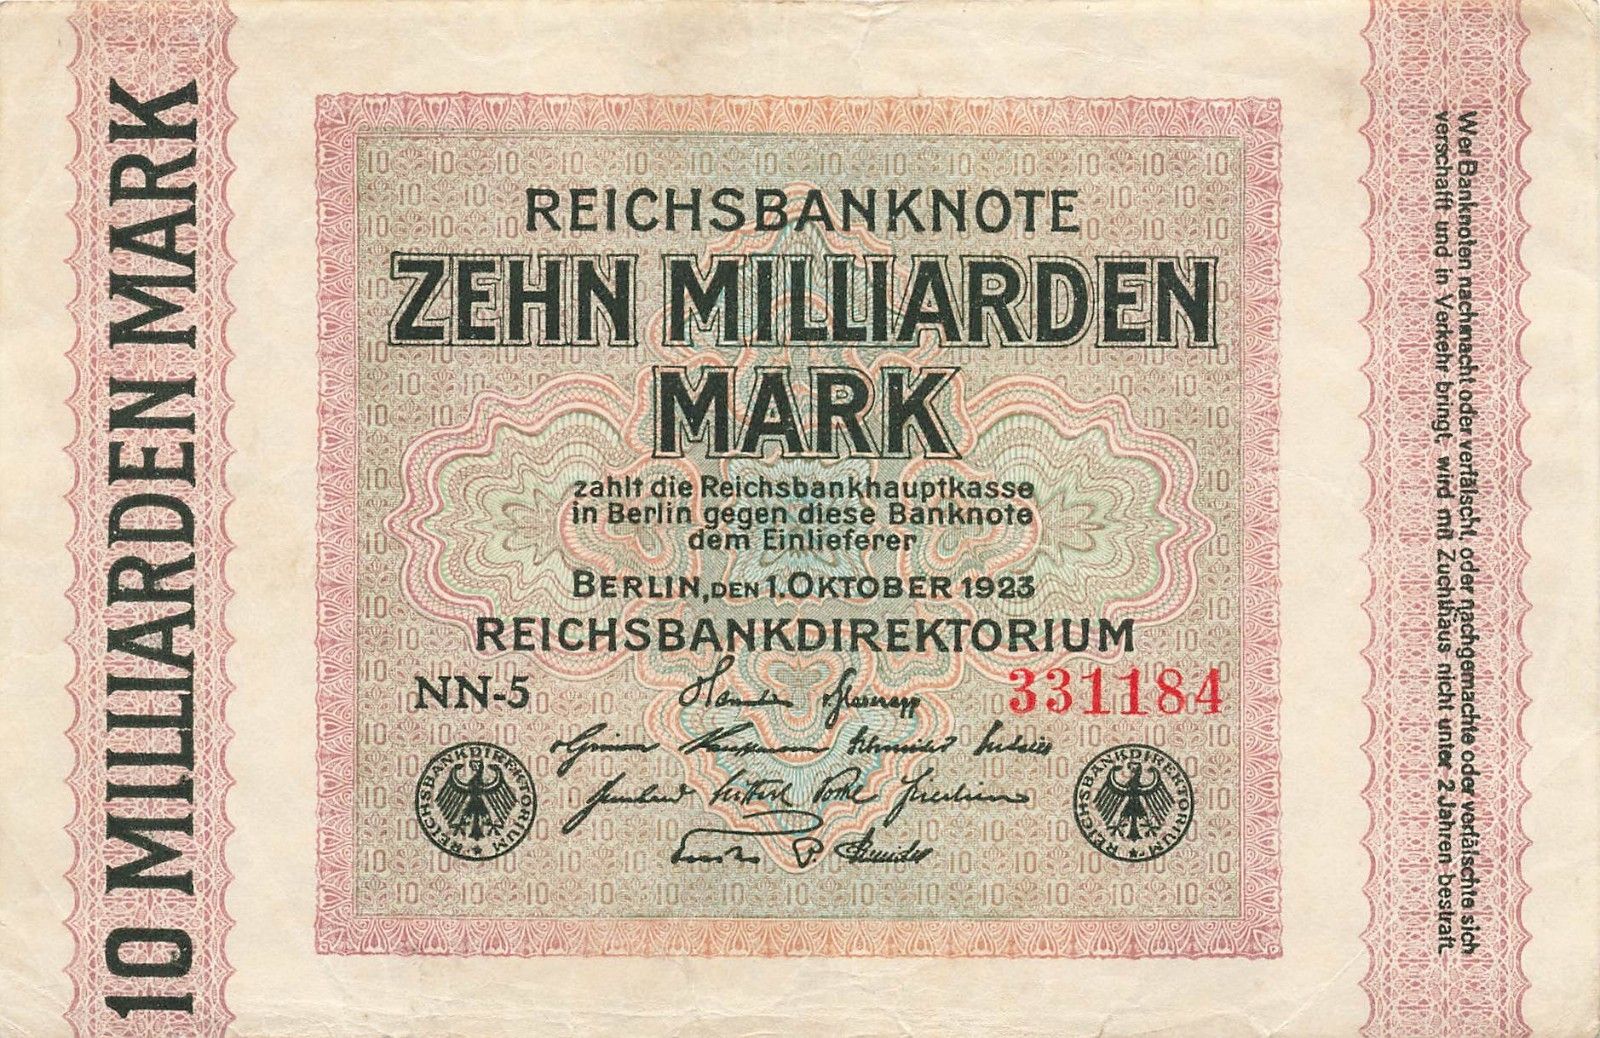 10 MILLIARDEN MARK
REICHSBANKNOTE
ZEHN MILLIARDEN
MARK
zahlt die Reichsbankhauptkasse
in Berlin gegen diese Banknote
dem Einlieferer
BERLIN, DEN 1. OKTOBER 1923
REICHSBANKDIREKTORIUM
NN-5
331184
REICHSBANKDIREKTORIUM
REICHSBANKDIREKTORIUM
Wer Banknoten nachmacht oder verfälscht, oder nachgemachte oder verfälschte sich
verschafft und in Verkehr bringt, wird mit Zuchthaus nicht unter 2 Jahren bestraft